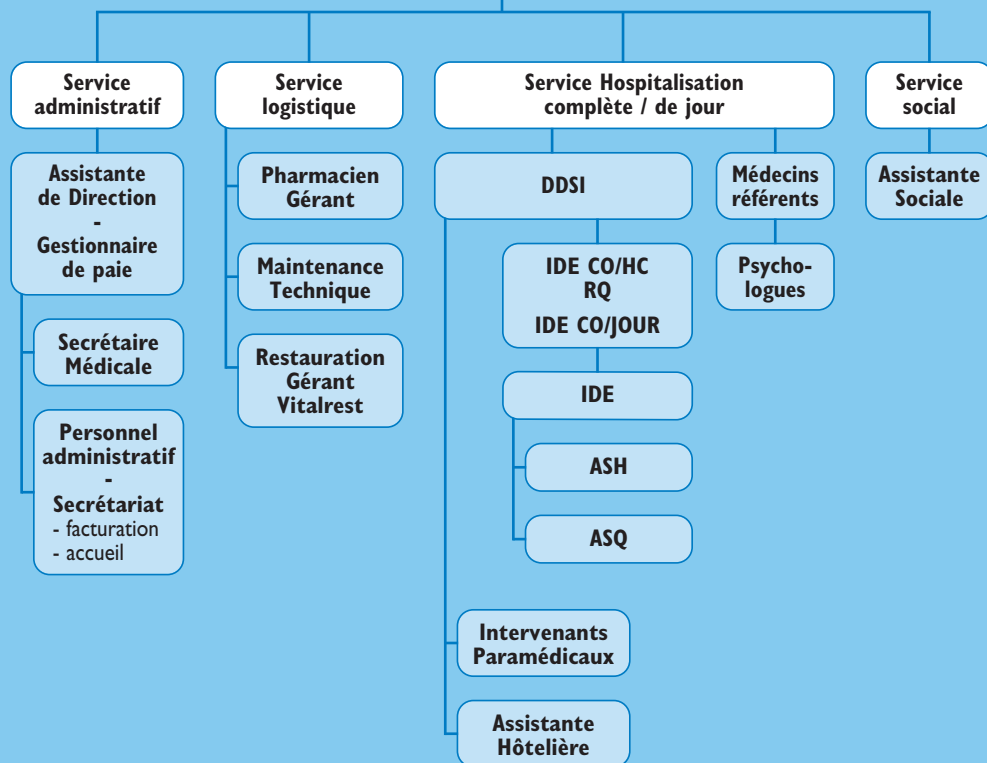 Service
administratif
Assistante
de Direction
-
Gestionnaire
de paie
Secrétaire
Médicale
Personnel
administratif
-
Secrétariat
- facturation
- accueil
Service
logistique
Pharmacien
Gérant
Maintenance
Technique
Restauration
Gérant
Vitalrest
Service Hospitalisation
complète / de jour
DDSI
IDE CO/HC
RQ
IDE CO/JOUR
IDE
ASH
ASQ
Intervenants
Paramédicaux
Assistante
Hôtelière
Médecins
référents
Psycho-
logues
Service
social
Assistante
Sociale